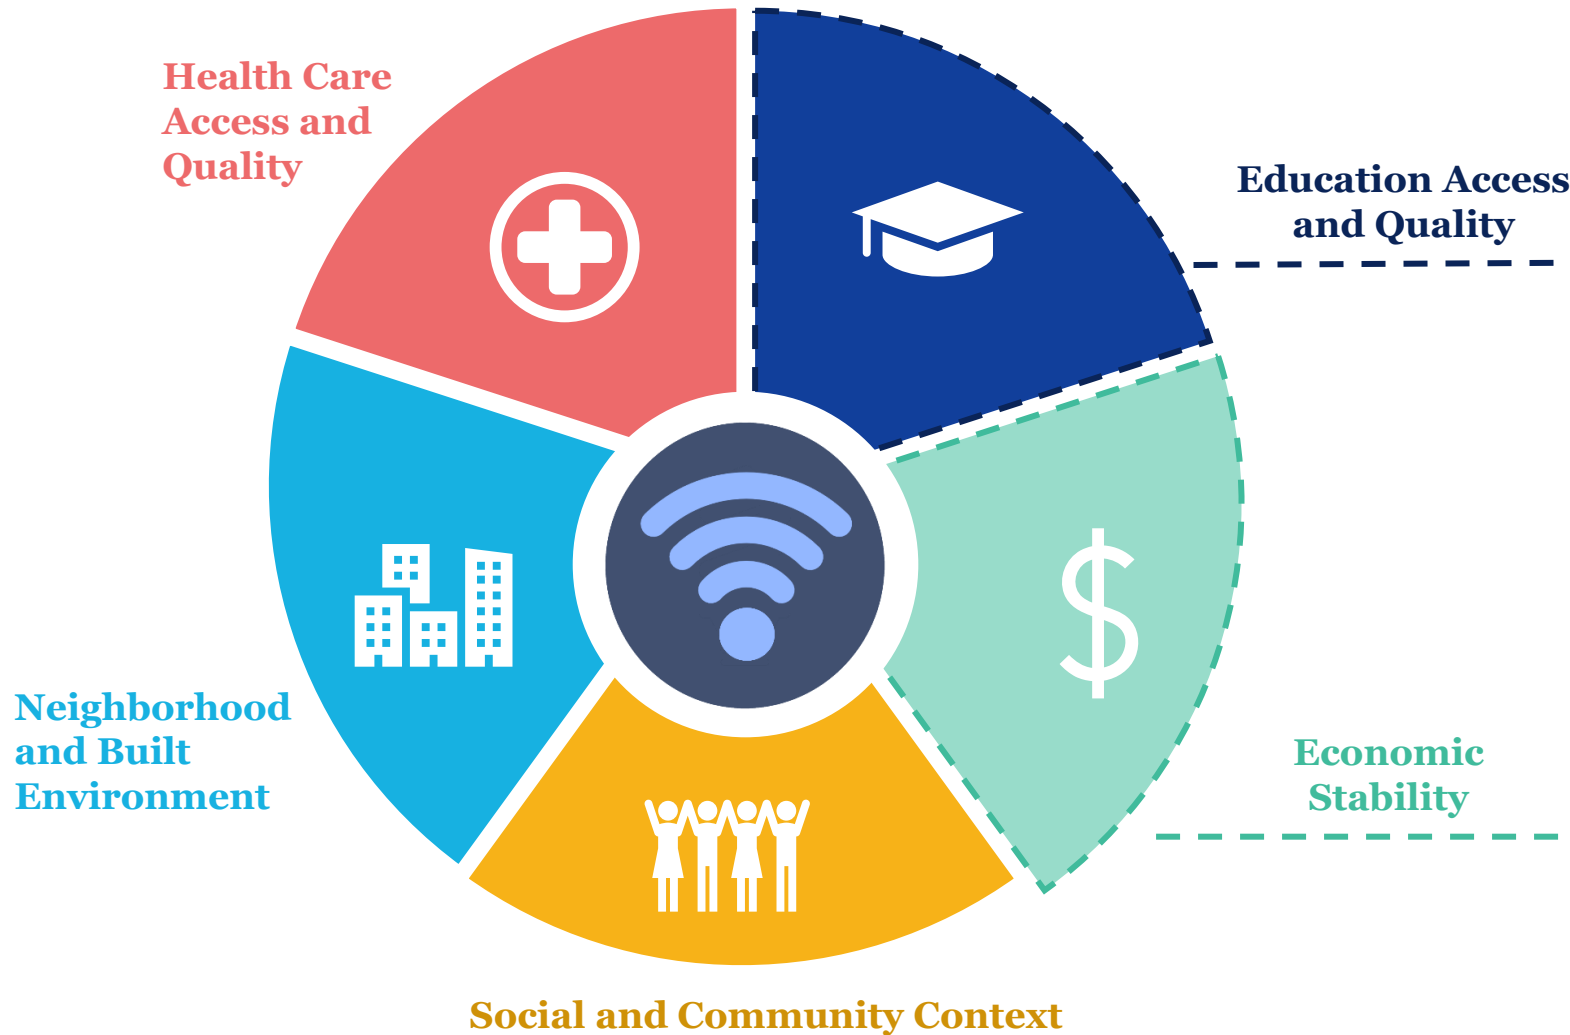 Health Care
Access and
Quality
Education Access
and Quality
Neighborhood
and Built
Environment
Economic
Stability
Social and Community Context